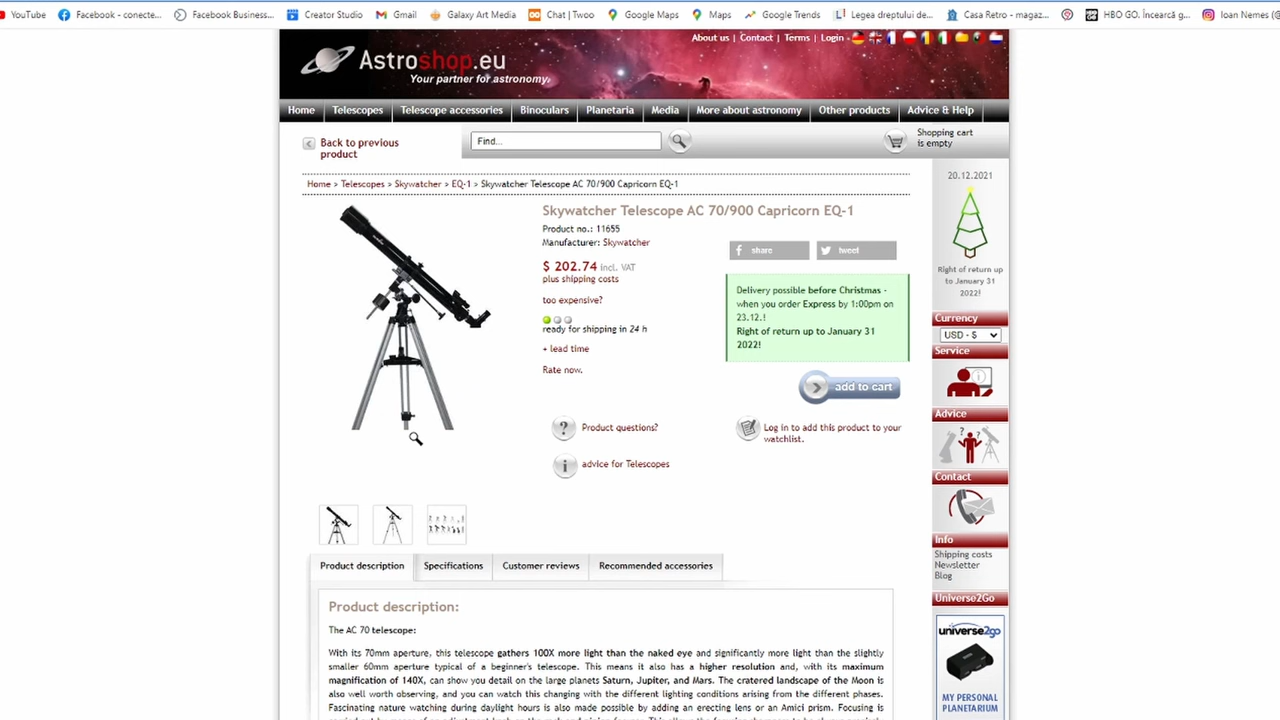 YouTube
Facebook - conecte...
Facebook Business...
Creator Studio
Gmail
Galaxy Art Media
Chat | Twoo
Google Maps
Maps
Google Trends
Legea dreptului de...
Casa Retro - magaz...
HBO GO. Încearcă g...
Ioan Nemes (@
About us | Contact | Terms | Login
Astroshop.eu
Your partner for astronomy
Home
Telescopes
Telescope accessories
Binoculars
Planetaria
Media
More about astronomy
Other products
Advice & Help
Back to previous
product
Find...
Shopping cart
is empty
Home > Telescopes > Skywatcher > EQ-1 > Skywatcher Telescope AC 70/900 Capricorn EQ-1
Skywatcher Telescope AC 70/900 Capricorn EQ-1
Product no.: 11655
Manufacturer: Skywatcher
$ 202.74 incl. VAT
plus shipping costs
too expensive?
ready for shipping in 24 h
+ lead time
Rate now.
share
tweet
Delivery possible before Christmas -
when you order Express by 1:00pm on
23.12.!
Right of return up to January 31
2022!
add to cart
Product questions?
Log in to add this product to your
watchlist.
advice for Telescopes
20.12.2021
Right of return up
to January 31
2022!
Currency
USD - $
Service
Advice
Contact
Info
Shipping costs
Newsletter
Blog
Universe2Go
universe2go
MY PERSONAL
PLANETARIUM
Product description
Specifications
Customer reviews
Recommended accessories
Product description:
The AC 70 telescope:
With its 70mm aperture, this telescope gathers 100X more light than the naked eye and significantly more light than the slightly
smaller 60mm aperture typical of a beginner's telescope. This means it also has a higher resolution and, with its maximum
magnification of 140X, can show you detail on the large planets Saturn, Jupiter, and Mars. The cratered landscape of the Moon is
also well worth observing, and you can watch this changing with the different lighting conditions arising from the different phases.
Fascinating nature watching during daylight hours is also made possible by adding an erecting lens or an Amici prism. Focusing is